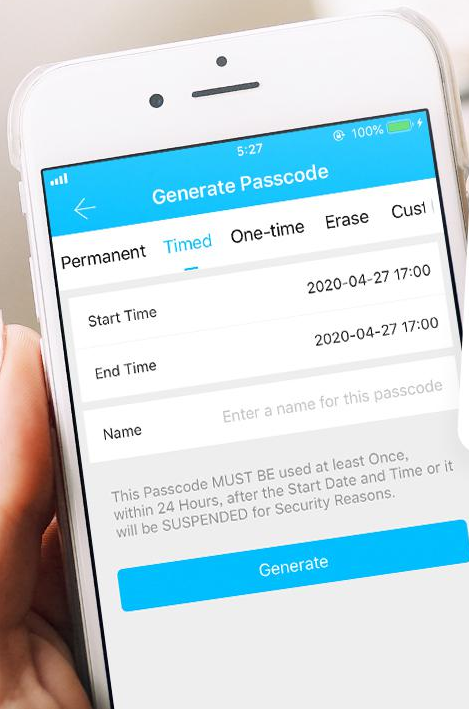 5:27
100%
Generate Passcode
Permanent Timed One-time Erase Cust
Start Time 2020-04-27 17:00
End Time 2020-04-27 17:00
Name Enter a name for this passcode
This Passcode MUST BE used at least Once,
within 24 Hours, after the Start Date and Time or it
will be SUSPENDED for Security Reasons.
Generate